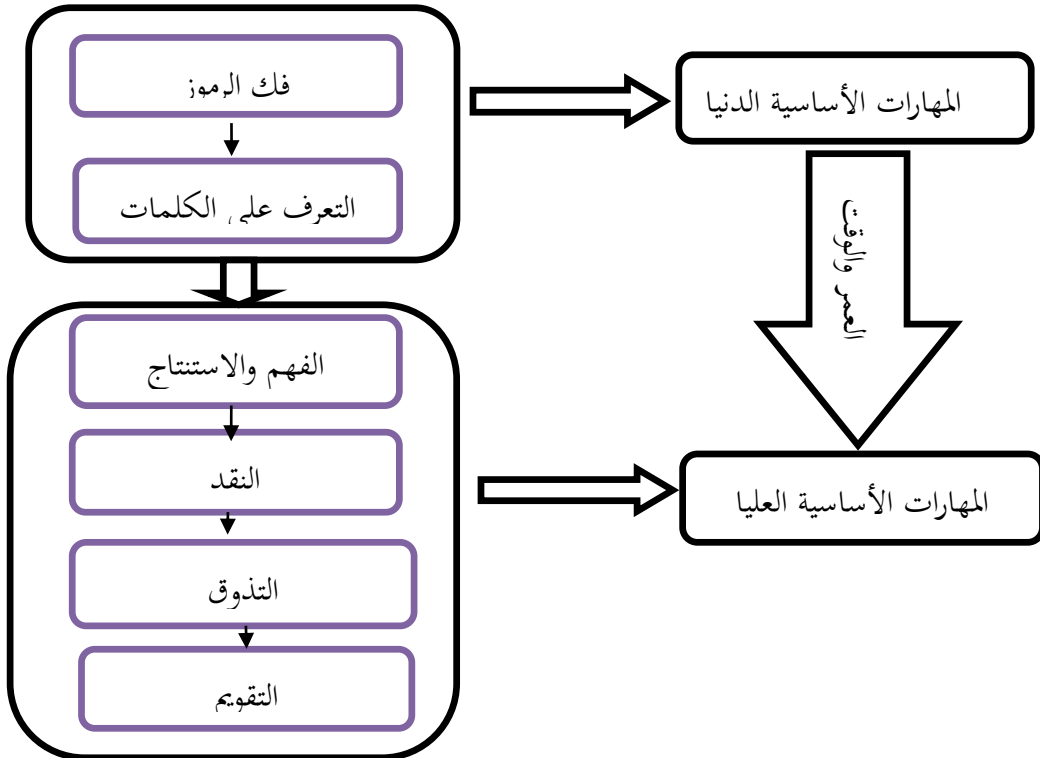 فك الرموز
المهارات الأساسية الدنيا
التعرف على الكلمات
العمر والوقت
الفهم والاستنتاج
النقد
المهارات الأساسية العليا
التذوق
التقويم